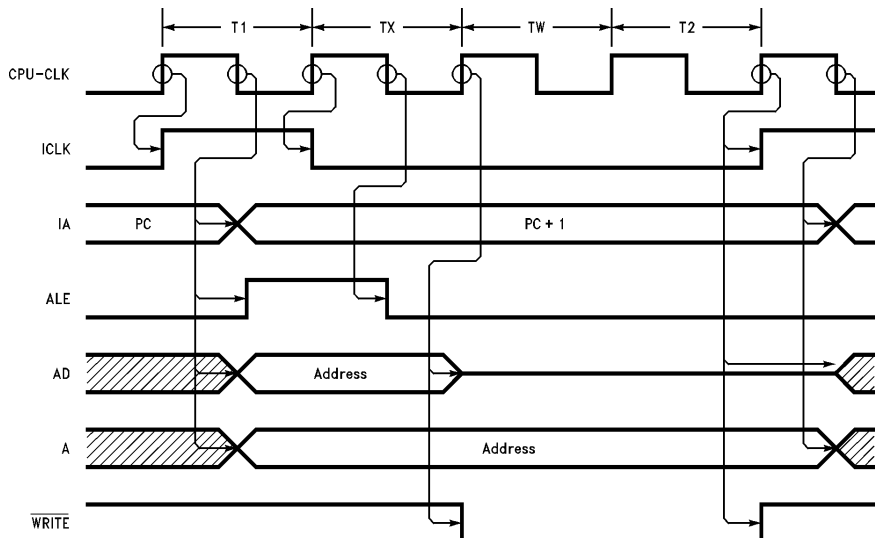 T1 TX TW T2
CPU-CLK
ICLK
IA PC PC + 1
ALE
AD Address
A Address
WRITE